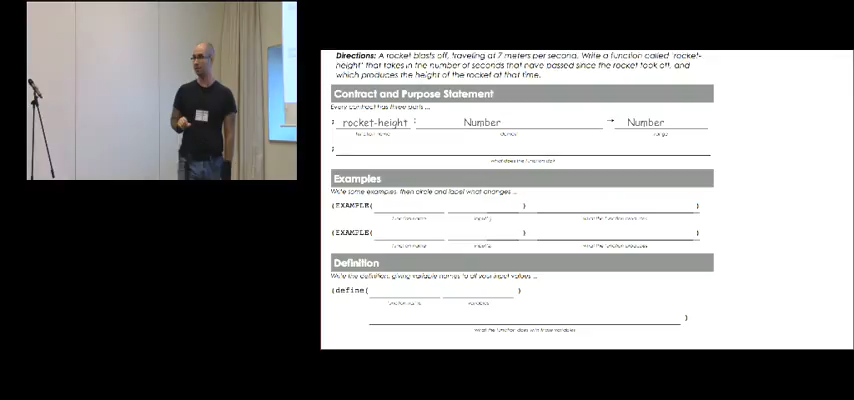 Directions: A rocket blasts off, traveling at 7 meters per second. Write a function called 'rocket-
height' that takes in the number of seconds that have passed since the rocket took off, and
which produces the height of the rocket at that time.
Contract and Purpose Statement
Every contract has three parts ...
; rocket-height : Number → Number
function name domain range
;
what does the function do?
Examples
Write some examples, then circle and label what changes ...
(EXAMPLE( )
function name input(s) what the function produces
(EXAMPLE( )
function name input(s) what the function produces
Definition
Write the definition, giving variable names to all your input values ...
(define( )
function name variables
)
what the function does with those variables